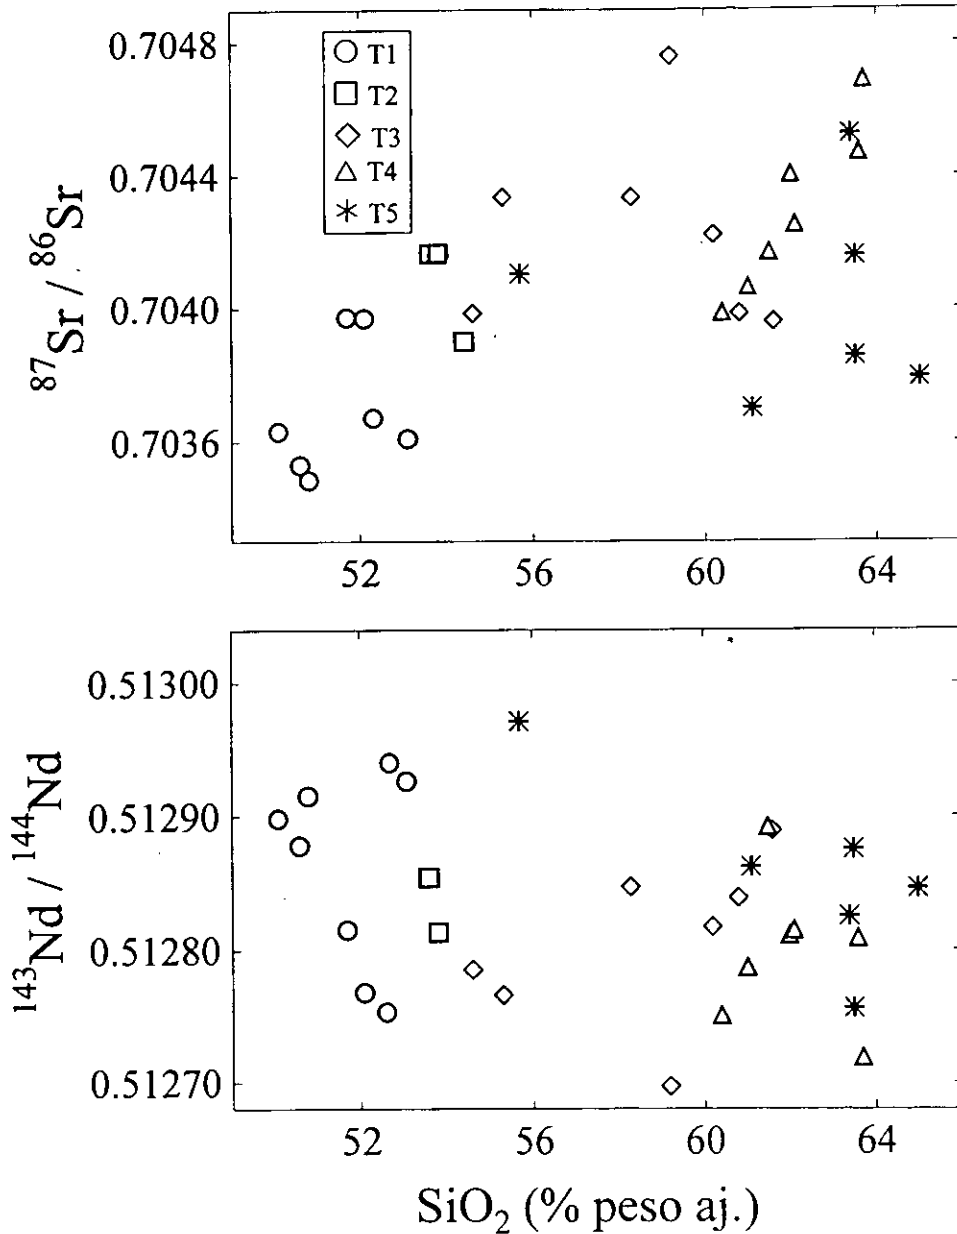 0.7048
0.7044
0.7040
0.7036
87Sr / 86Sr
T1
T2
T3
T4
T5
52 56 60 64
0.51300
0.51290
0.51280
0.51270
143Nd / 144Nd
52 56 60 64
SiO2 (% peso aj.)